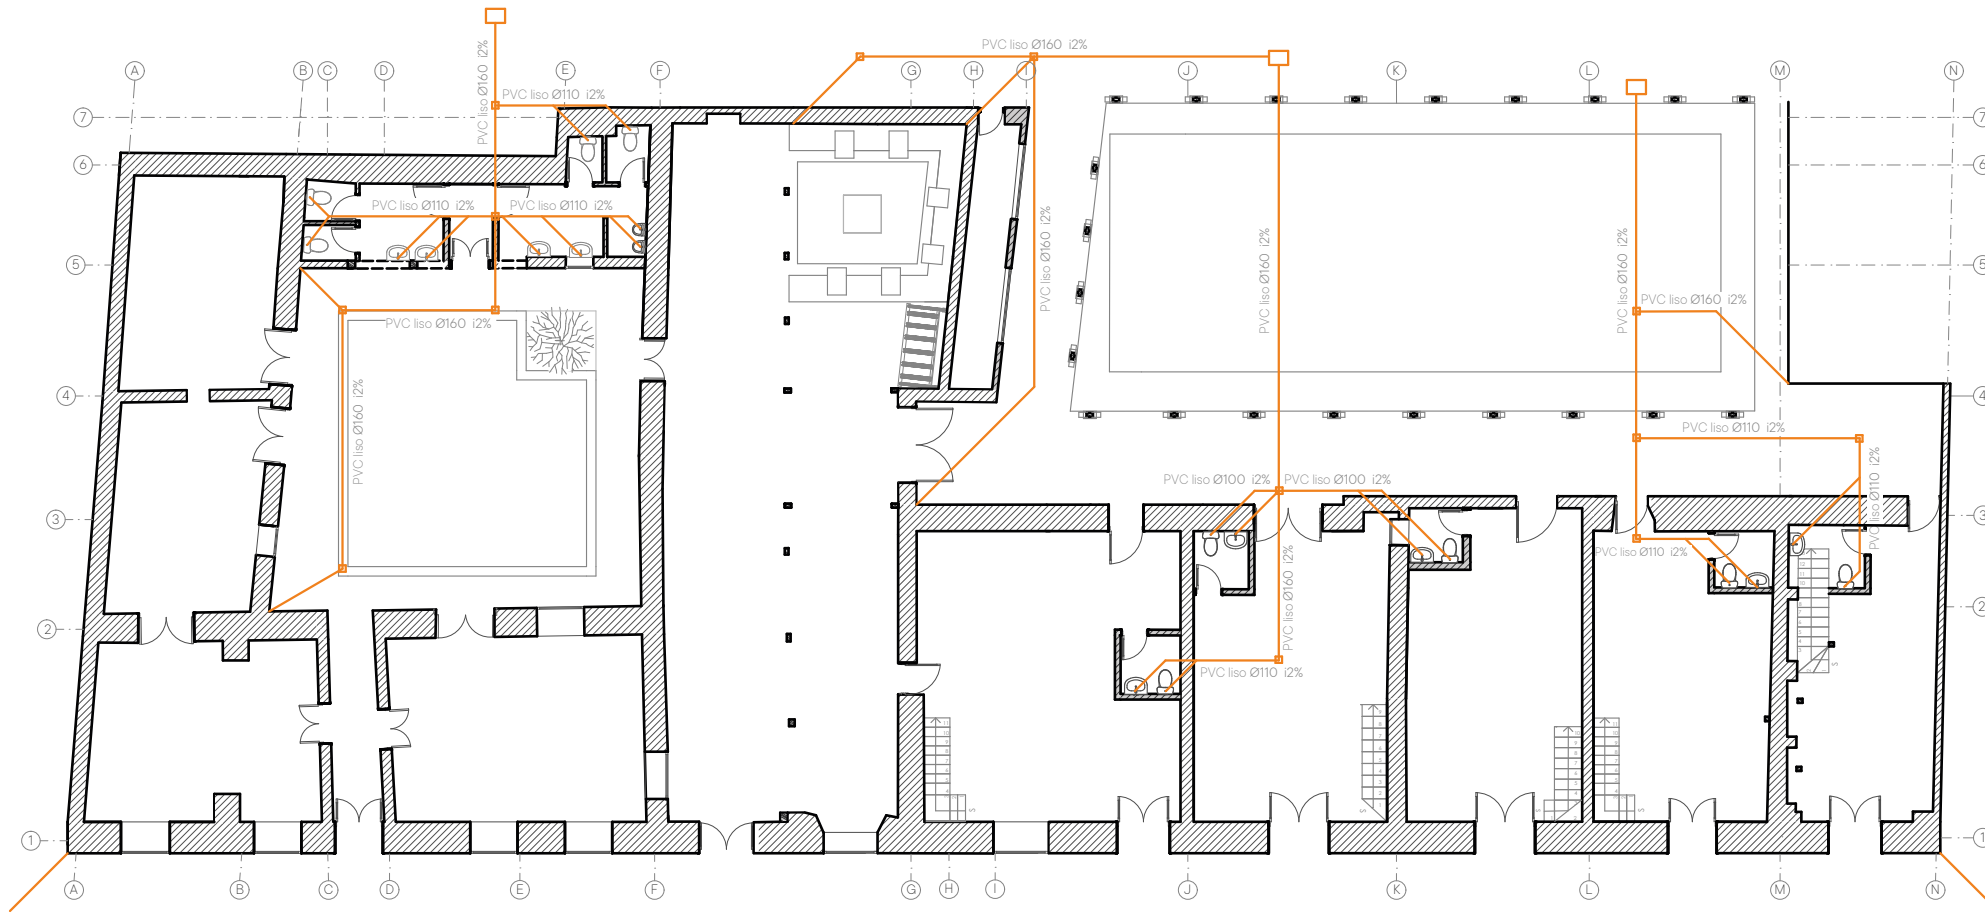 PVC liso Ø160 i2%
PVC liso Ø160 i2%
PVC liso Ø110 i2%
A
B
C
D
E
F
G
H
I
J
K
L
M
N
7
7
6
6
PVC liso Ø110 i2%
PVC liso Ø110 i2%
PVC liso Ø160 i2%
PVC liso Ø160 i2%
PVC liso Ø160 i2%
5
5
PVC liso Ø160 i2%
PVC liso Ø160 i2%
PVC liso Ø160 i2%
4
4
PVC liso Ø110 i2%
PVC liso Ø100 i2%
PVC liso Ø100 i2%
PVC liso Ø110 i2%
3
3
PVC liso Ø110 i2%
PVC liso Ø160 i2%
2
2
PVC liso Ø110 i2%
S
S
S
S
S
1
1
A
B
C
D
E
F
G
H
I
J
K
L
M
N